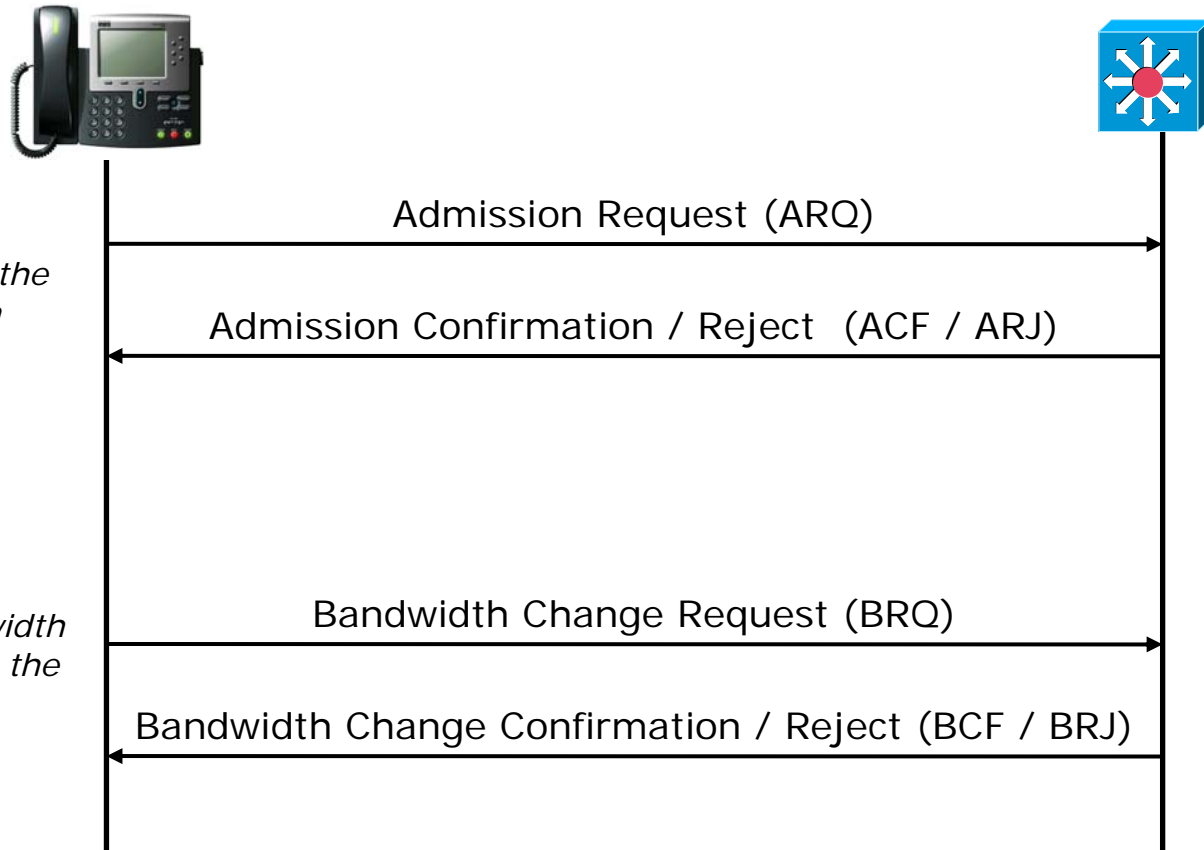 Admission Request (ARQ)
the
Admission Confirmation / Reject (ACF / ARJ)
Bandwidth Change Request (BRQ)
the
Bandwidth Change Confirmation / Reject (BCF / BRJ)